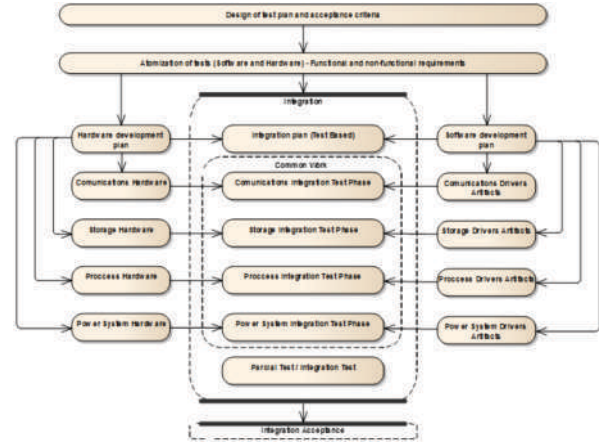 Design of test plan and acceptance criteria
Atomization of tests (Software and Hardware) - Functional and non-functional requirements
Integration
Hardware development
plan
Integration plan (Test Based)
Software development
plan
Common Work
Comunications Hardware
Comunications Integration Test Phase
Comunications Drivers
Artifacts
Storage Hardware
Storage Integration Test Phase
Storage Drivers Artifacts
Proccess Hardware
Proccess Integration Test Phase
Proccess Drivers Artifacts
Power System Hardware
Power System Integration Test Phase
Power System Drivers
Artifacts
Parcial Test / Integration Test
Integration Acceptance